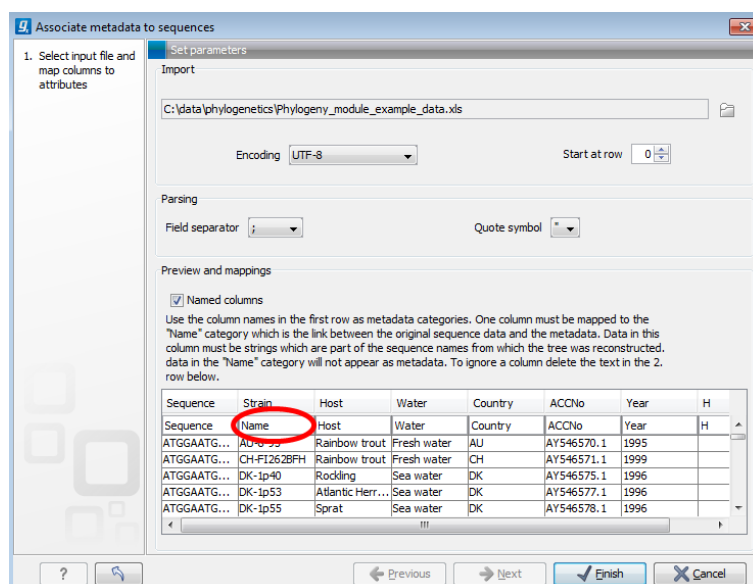 Associate metadata to sequences
1. Select input file and
map columns to
attributes
Set parameters
Import
C:\data\phylogenetics\Phylogeny_module_example_data.xls
Encoding UTF-8 Start at row 0
Parsing
Field separator ; Quote symbol "
Preview and mappings
Named columns
Use the column names in the first row as metadata categories. One column must be mapped to the
"Name" category which is the link between the original sequence data and the metadata. Data in this
column must be strings which are part of the sequence names from which the tree was reconstructed.
data in the "Name" category will not appear as metadata. To ignore a column delete the text in the 2.
row below.
Sequence Strain Host Water Country ACCNo Year H
Sequence Name Host Water Country ACCNo Year H
ATGGAATG... Rainbow trout Fresh water AU AY546570.1 1995
ATGGAATG... CH-FI262BFH Rainbow trout Fresh water CH AY546571.1 1999
ATGGAATG... DK-1p40 Rockling Sea water DK AY546575.1 1996
ATGGAATG... DK-1p53 Atlantic Herr... Sea water DK AY546577.1 1996
ATGGAATG... DK-1p55 Sprat Sea water DK AY546578.1 1996
? Previous Next Finish Cancel